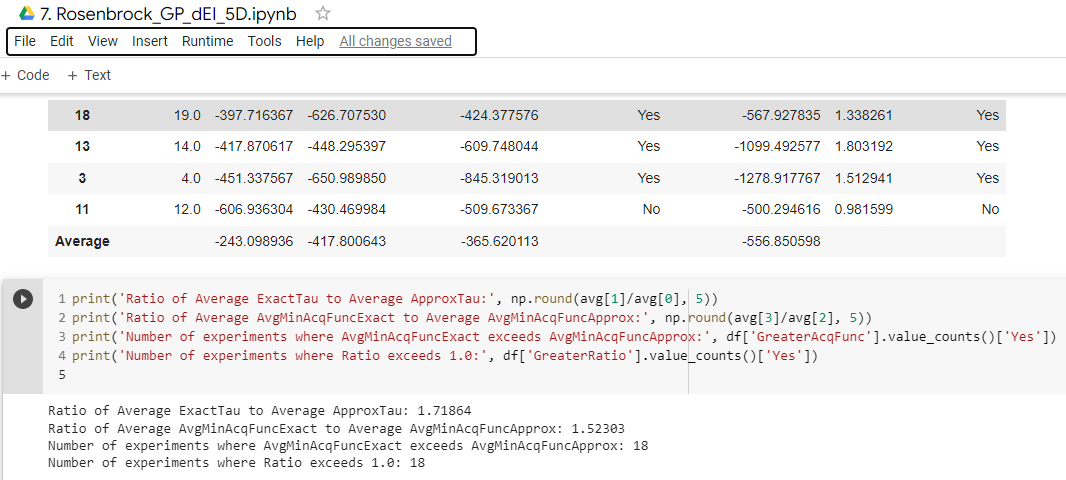 7. Rosenbrock_GP_dEI_5D.ipynb
File Edit View Insert Runtime Tools Help All changes saved
+ Code + Text
18 19.0 -397.716367 -626.707530 -424.377576 Yes -567.927835 1.338261 Yes
13 14.0 -417.870617 -448.295397 -609.748044 Yes -1099.492577 1.803192 Yes
3 4.0 -451.337567 -650.989850 -845.319013 Yes -1278.917767 1.512941 Yes
11 12.0 -606.936304 -430.469984 -509.673367 No -500.294616 0.981599 No
Average -243.098936 -417.800643 -365.620113 -556.850598
1 print('Ratio of Average ExactTau to Average ApproxTau:', np.round(avg[1]/avg[0], 5))
2 print('Ratio of Average AvgMinAcqFuncExact to Average AvgMinAcqFuncApprox:', np.round(avg[3]/avg[2], 5))
3 print('Number of experiments where AvgMinAcqFuncExact exceeds AvgMinAcqFuncApprox:', df['GreaterAcqFunc'].value_counts()['Yes'])
4 print('Number of experiments where Ratio exceeds 1.0:', df['GreaterRatio'].value_counts()['Yes'])
5
Ratio of Average ExactTau to Average ApproxTau: 1.71864
Ratio of Average AvgMinAcqFuncExact to Average AvgMinAcqFuncApprox: 1.52303
Number of experiments where AvgMinAcqFuncExact exceeds AvgMinAcqFuncApprox: 18
Number of experiments where Ratio exceeds 1.0: 18